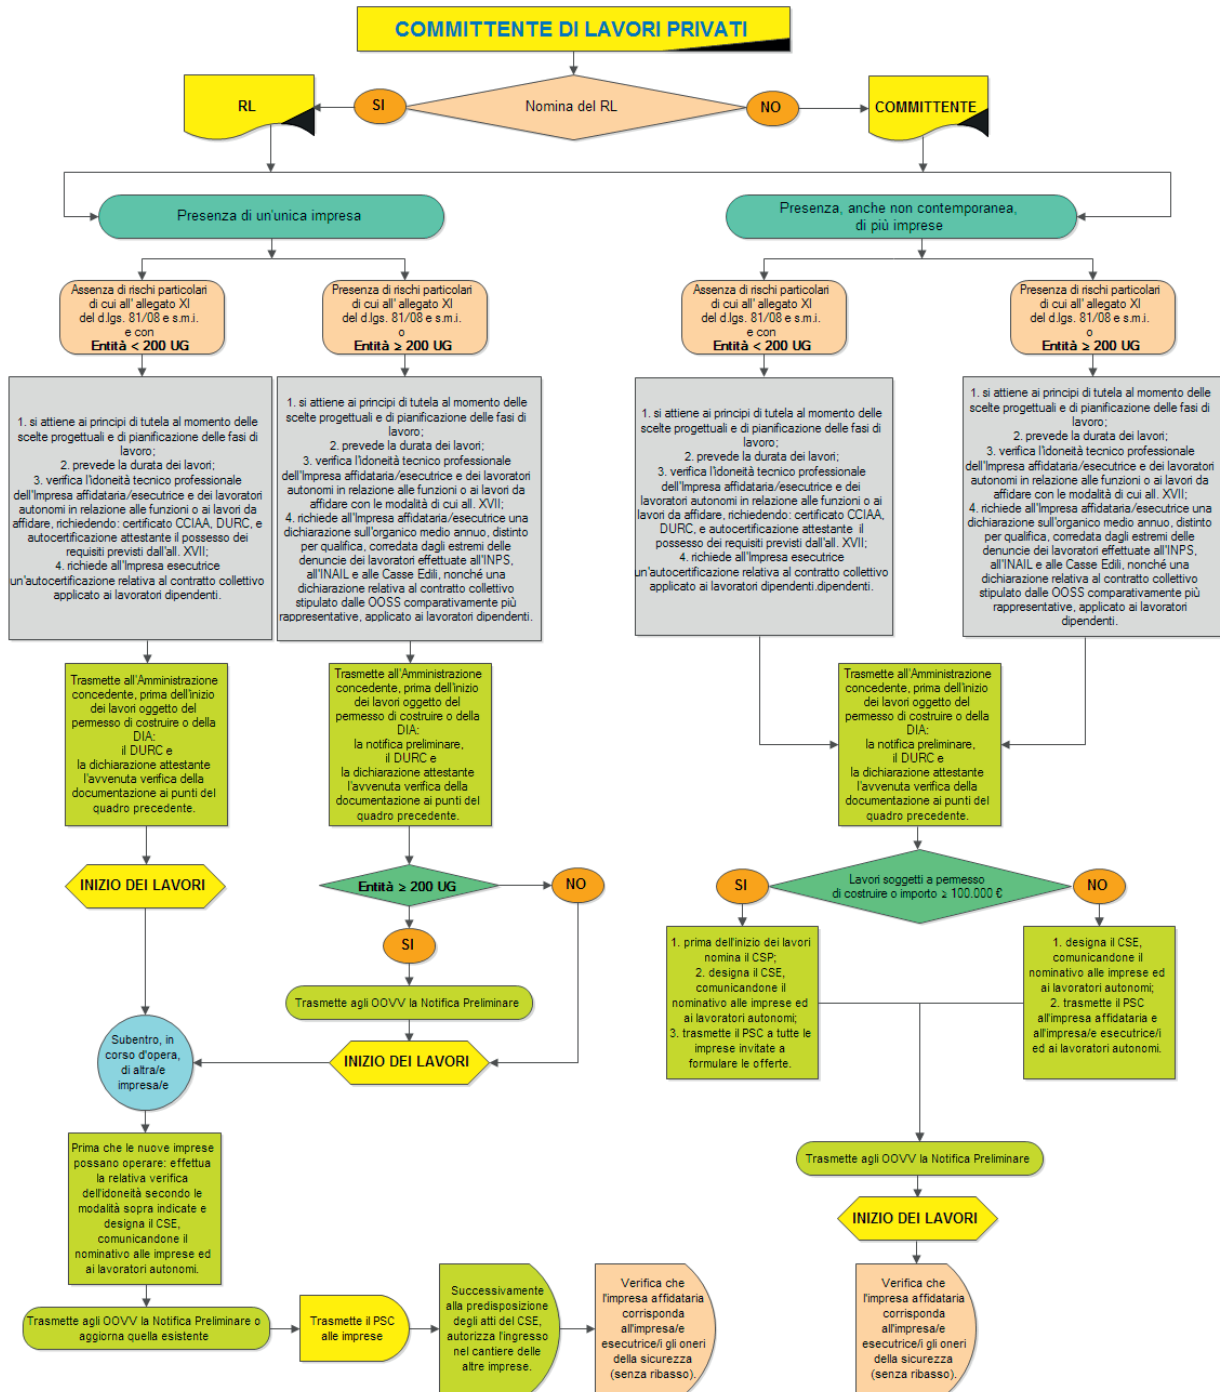 COMMITTENTE DI LAVORI PRIVATI
RL
SI
Nomina del RL
NO
COMMITTENTE
Presenza di un'unica impresa
Presenza, anche non contemporanea,
di più imprese
Assenza di rischi particolari
di cui all' allegato XI
del d.lgs. 81/08 e s.m.i.
e con
Entità < 200 UG
Presenza di rischi particolari
di cui all' allegato XI
del d.lgs. 81/08 e s.m.i.
o
Entità ≥ 200 UG
Assenza di rischi particolari
di cui all' allegato XI
del d.lgs. 81/08 e s.m.i.
e con
Entità < 200 UG
Presenza di rischi particolari
di cui all' allegato XI
del d.lgs. 81/08 e s.m.i.
o
Entità ≥ 200 UG
1. si attiene ai principi di tutela al momento delle
scelte progettuali e di pianificazione delle fasi di
lavoro;
2. prevede la durata dei lavori;
3. verifica l'idoneità tecnico professionale
dell'Impresa affidataria/esecutrice e dei lavoratori
autonomi in relazione alle funzioni o ai lavori da
affidare, richiedendo: certificato CCIAA, DURC, e
autocertificazione attestante il possesso dei
requisiti previsti dall'all. XVII;
4. richiede all'Impresa esecutrice
un'autocertificazione relativa al contratto collettivo
applicato ai lavoratori dipendenti.
1. si attiene ai principi di tutela al momento delle
scelte progettuali e di pianificazione delle fasi di
lavoro;
2. prevede la durata dei lavori;
3. verifica l'idoneità tecnico professionale
dell'Impresa affidataria/esecutrice e dei lavoratori
autonomi in relazione alle funzioni o ai lavori da
affidare con le modalità di cui all. XVII;
4. richiede all'Impresa affidataria/esecutrice una
dichiarazione sull'organico medio annuo, distinto
per qualifica, corredata dagli estremi delle
denuncie dei lavoratori effettuate all'INPS,
all'INAIL e alle Casse Edili, nonché una
dichiarazione relativa al contratto collettivo
stipulato dalle OOSS comparativamente più
rappresentative, applicato ai lavoratori dipendenti.
1. si attiene ai principi di tutela al momento delle
scelte progettuali e di pianificazione delle fasi di
lavoro;
2. prevede la durata dei lavori;
3. verifica l'idoneità tecnico professionale
dell'Impresa affidataria/esecutrice e dei
lavoratori autonomi in relazione alle funzioni o ai
lavori da affidare, richiedendo: certificato CCIAA,
DURC, e autocertificazione attestante il
possesso dei requisiti previsti dall'all. XVII;
4. richiede all'Impresa esecutrice
un'autocertificazione relativa al contratto collettivo
applicato ai lavoratori dipendenti.dipendenti.
1. si attiene ai principi di tutela al momento delle
scelte progettuali e di pianificazione delle fasi di
lavoro;
2. prevede la durata dei lavori;
3. verifica l'idoneità tecnico professionale
dell'Impresa affidataria/esecutrice e dei lavoratori
autonomi in relazione alle funzioni o ai lavori da
affidare con le modalità di cui all. XVII;
4. richiede all'Impresa affidataria/esecutrice una
dichiarazione sull'organico medio annuo, distinto
per qualifica, corredata dagli estremi delle
denuncie dei lavoratori effettuate all'INPS,
all'INAIL e alle Casse Edili, nonché una
dichiarazione relativa al contratto collettivo
stipulato dalle OOSS comparativamente più
rappresentative, applicato ai lavoratori
dipendenti.
Trasmette all'Amministrazione
concedente, prima dell'inizio
dei lavori oggetto del
permesso di costruire o della
DIA:
il DURC e
la dichiarazione attestante
l'avvenuta verifica della
documentazione ai punti del
quadro precedente.
Trasmette all'Amministrazione
concedente, prima dell'inizio
dei lavori oggetto del
permesso di costruire o della
DIA:
la notifica preliminare,
il DURC e
la dichiarazione attestante
l'avvenuta verifica della
documentazione ai punti del
quadro precedente.
Trasmette all'Amministrazione
concedente, prima dell'inizio
dei lavori oggetto del
permesso di costruire o della
DIA:
la notifica preliminare,
il DURC e
la dichiarazione attestante
l'avvenuta verifica della
documentazione ai punti del
quadro precedente.
INIZIO DEI LAVORI
Entità ≥ 200 UG
NO
SI
Trasmette agli OOVV la Notifica Preliminare
INIZIO DEI LAVORI
Subentro, in
corso d'opera,
di altra/e
impresa/e
SI
Lavori soggetti a permesso
di costruire o importo ≥ 100.000 €
NO
1. prima dell'inizio dei lavori
nomina il CSP;
2. designa il CSE,
comunicandone il
nominativo alle imprese ed
ai lavoratori autonomi;
3. trasmette il PSC a tutte le
imprese invitate a
formulare le offerte.
1. designa il CSE,
comunicandone il
nominativo alle imprese ed
ai lavoratori autonomi;
2. trasmette il PSC
all'impresa affidataria e
all'impresa/e esecutrice/i
ed ai lavoratori autonomi.
Trasmette agli OOVV la Notifica Preliminare
INIZIO DEI LAVORI
Prima che le nuove imprese
possano operare: effettua
la relativa verifica
dell'idoneità secondo le
modalità sopra indicate e
designa il CSE,
comunicandone il
nominativo alle imprese ed
ai lavoratori autonomi.
Trasmette agli OOVV la Notifica Preliminare o
aggiorna quella esistente
Trasmette il PSC
alle imprese
Successivamente
alla predisposizione
degli atti del CSE,
autorizza l'ingresso
nel cantiere delle
altre imprese.
Verifica che
l'impresa affidataria
corrisponda
all'impresa/e
esecutrice/i gli oneri
della sicurezza
(senza ribasso).
Verifica che
l'impresa affidataria
corrisponda
all'impresa/e
esecutrice/i gli oneri
della sicurezza
(senza ribasso).